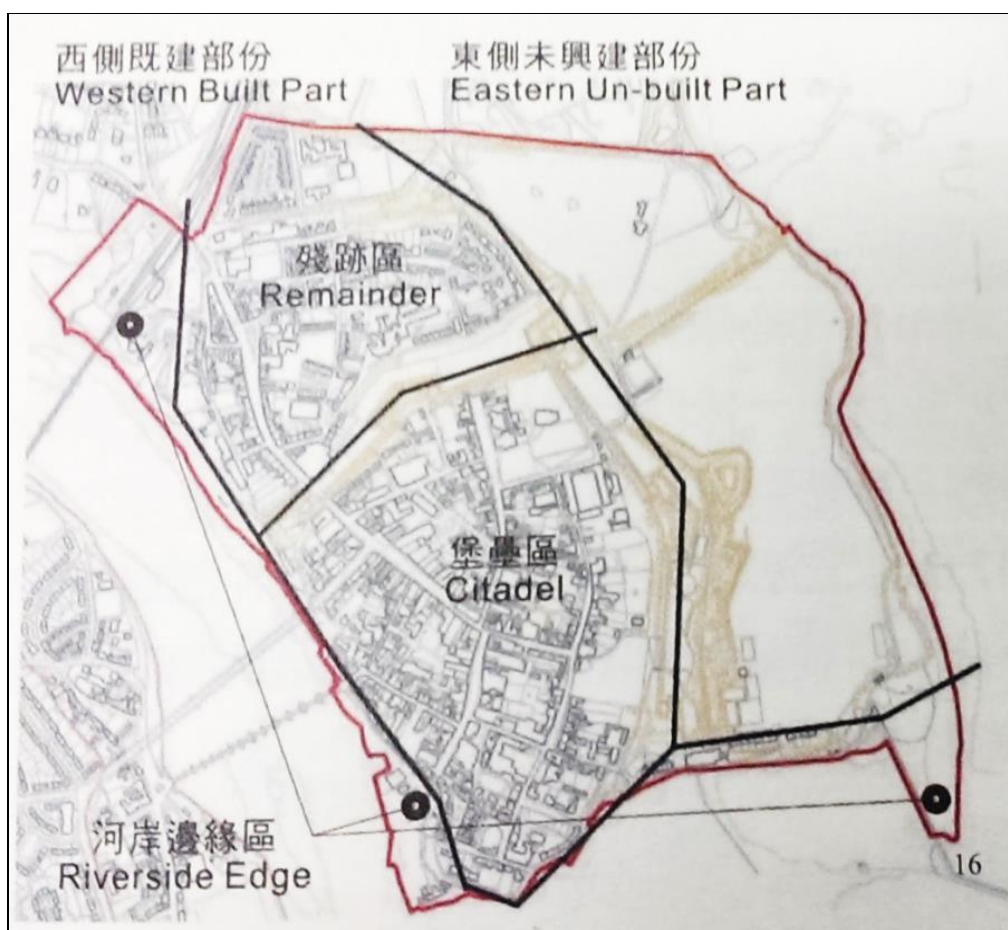 西側既建部份
Western Built Part
東側未興建部份
Eastern Un-built Part
10
殘跡區
Remainder
堡壘區
Citadel
河岸邊緣區
Riverside Edge
16